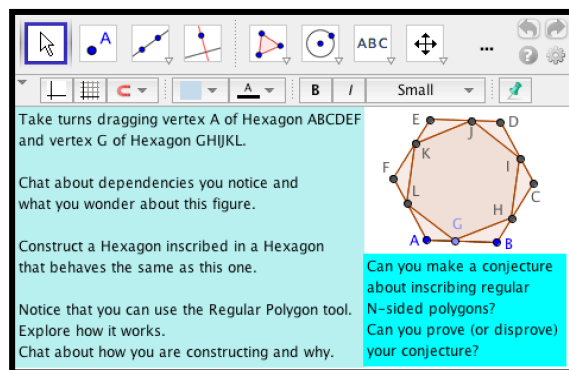 A
ABC
...
A
B
I
Small
Take turns dragging vertex A of Hexagon ABCDEF
and vertex G of Hexagon GHIJKL.
Chat about dependencies you notice and
what you wonder about this figure.
Construct a Hexagon inscribed in a Hexagon
that behaves the same as this one.
Notice that you can use the Regular Polygon tool.
Explore how it works.
Chat about how you are constructing and why.
E
J
D
K
I
F
L
C
H
G
A
B
Can you make a conjecture
about inscribing regular
N-sided polygons?
Can you prove (or disprove)
your conjecture?